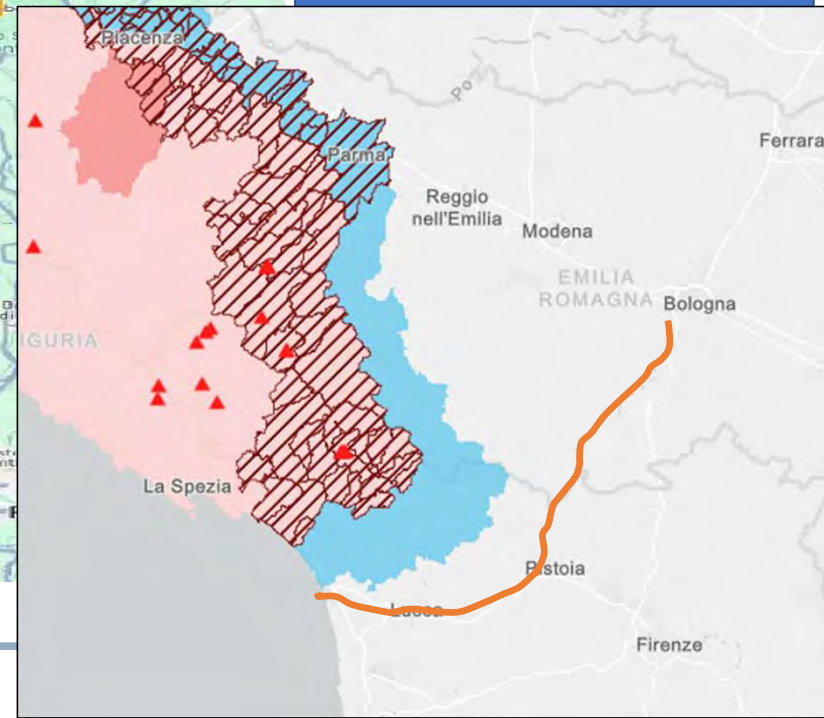 Piacenza
Po
Ferrara
Parma
Reggio
nell'Emilia
Modena
EMILIA
ROMAGNA
Bologna
IGURIA
La Spezia
Pistoia
Lucca
Firenze